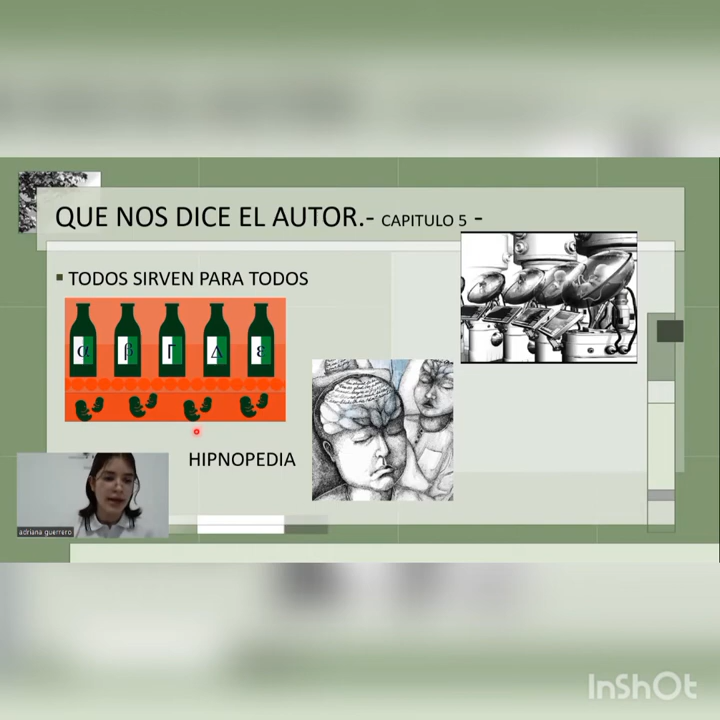 QUE NOS DICE EL AUTOR.- CAPITULO 5 -
TODOS SIRVEN PARA TODOS
α β Γ Δ ε
HIPNOPEDIA
adriana guerrero
InShOt